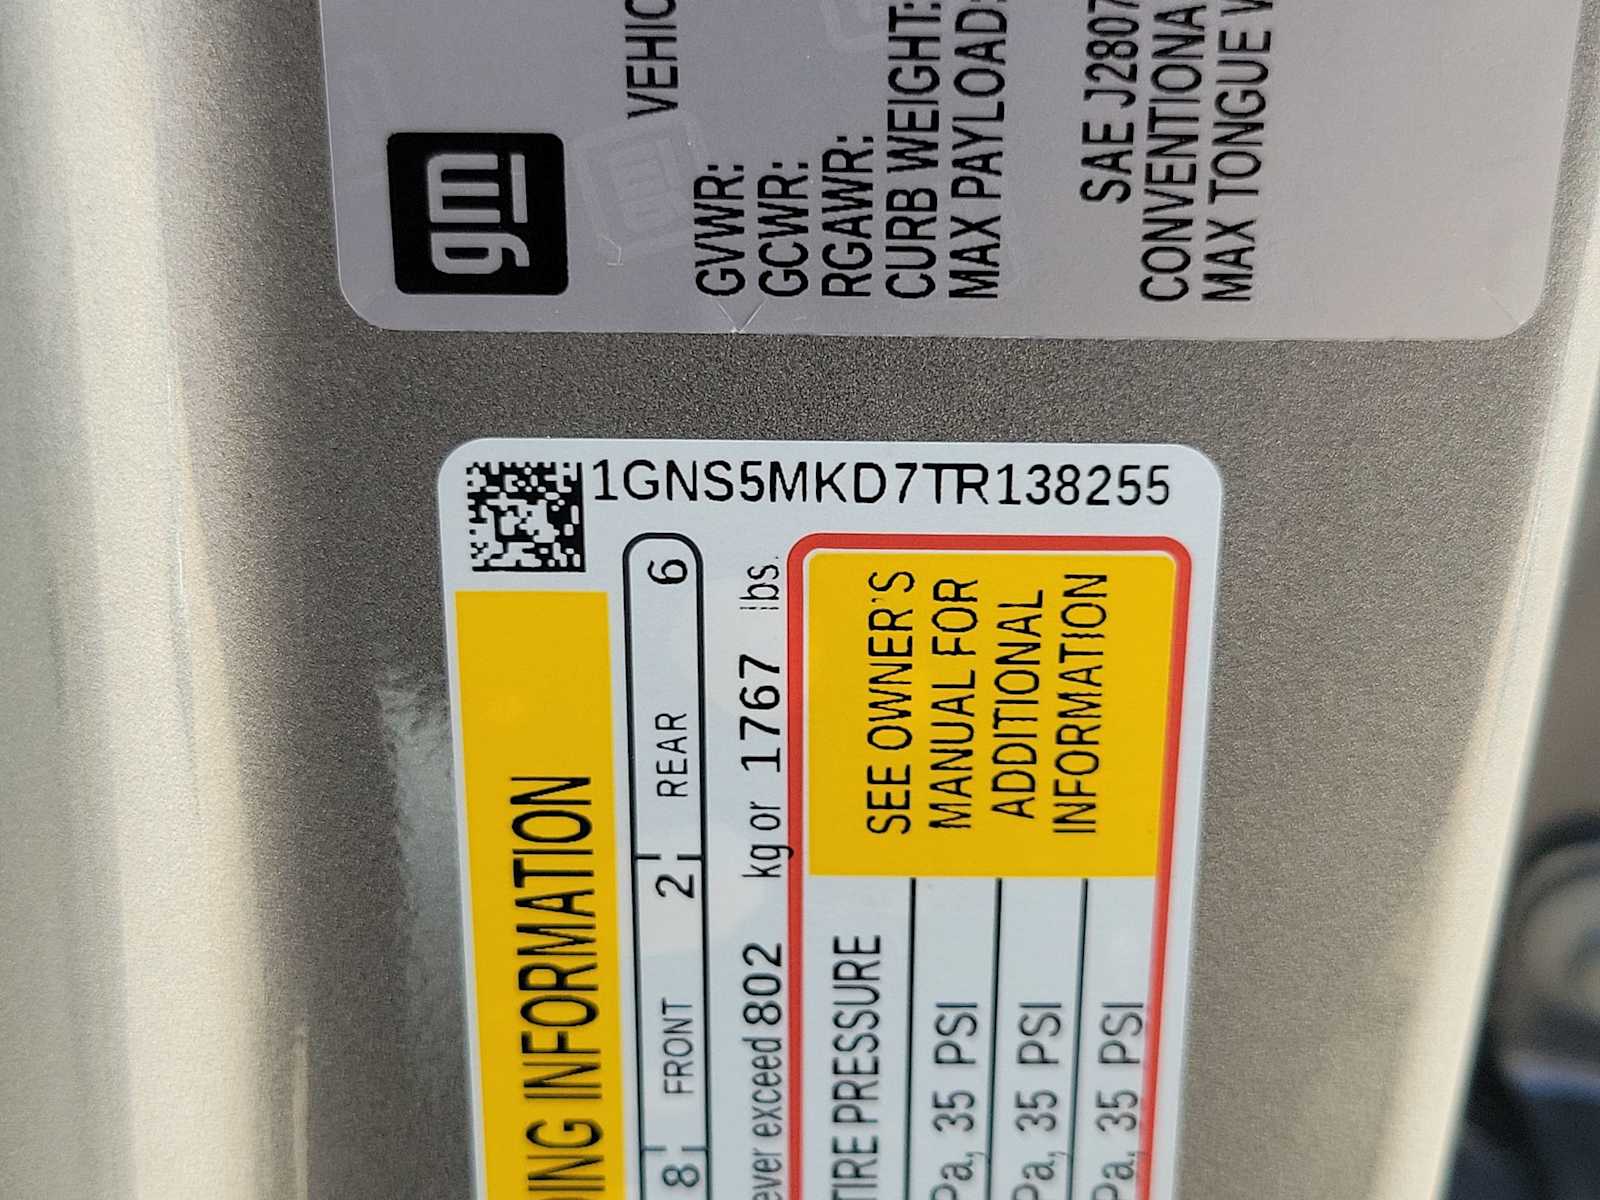 gm
VEHIC
GVWR:
GCWR:
RGAWR:
CURB WEIGHT:
MAX PAYLOAD:
SAE J2807
CONVENTIONA
MAX TONGUE
1GNS5MKD7TR138255
DING INFORMATION
8 FRONT 2 REAR 6
ever exceed 802 kg or 1767 lbs.
TIRE PRESSURE
SEE OWNER'S
MANUAL FOR
ADDITIONAL
INFORMATION
Pa, 35 PSI
Pa, 35 PSI
Pa, 35 PSI